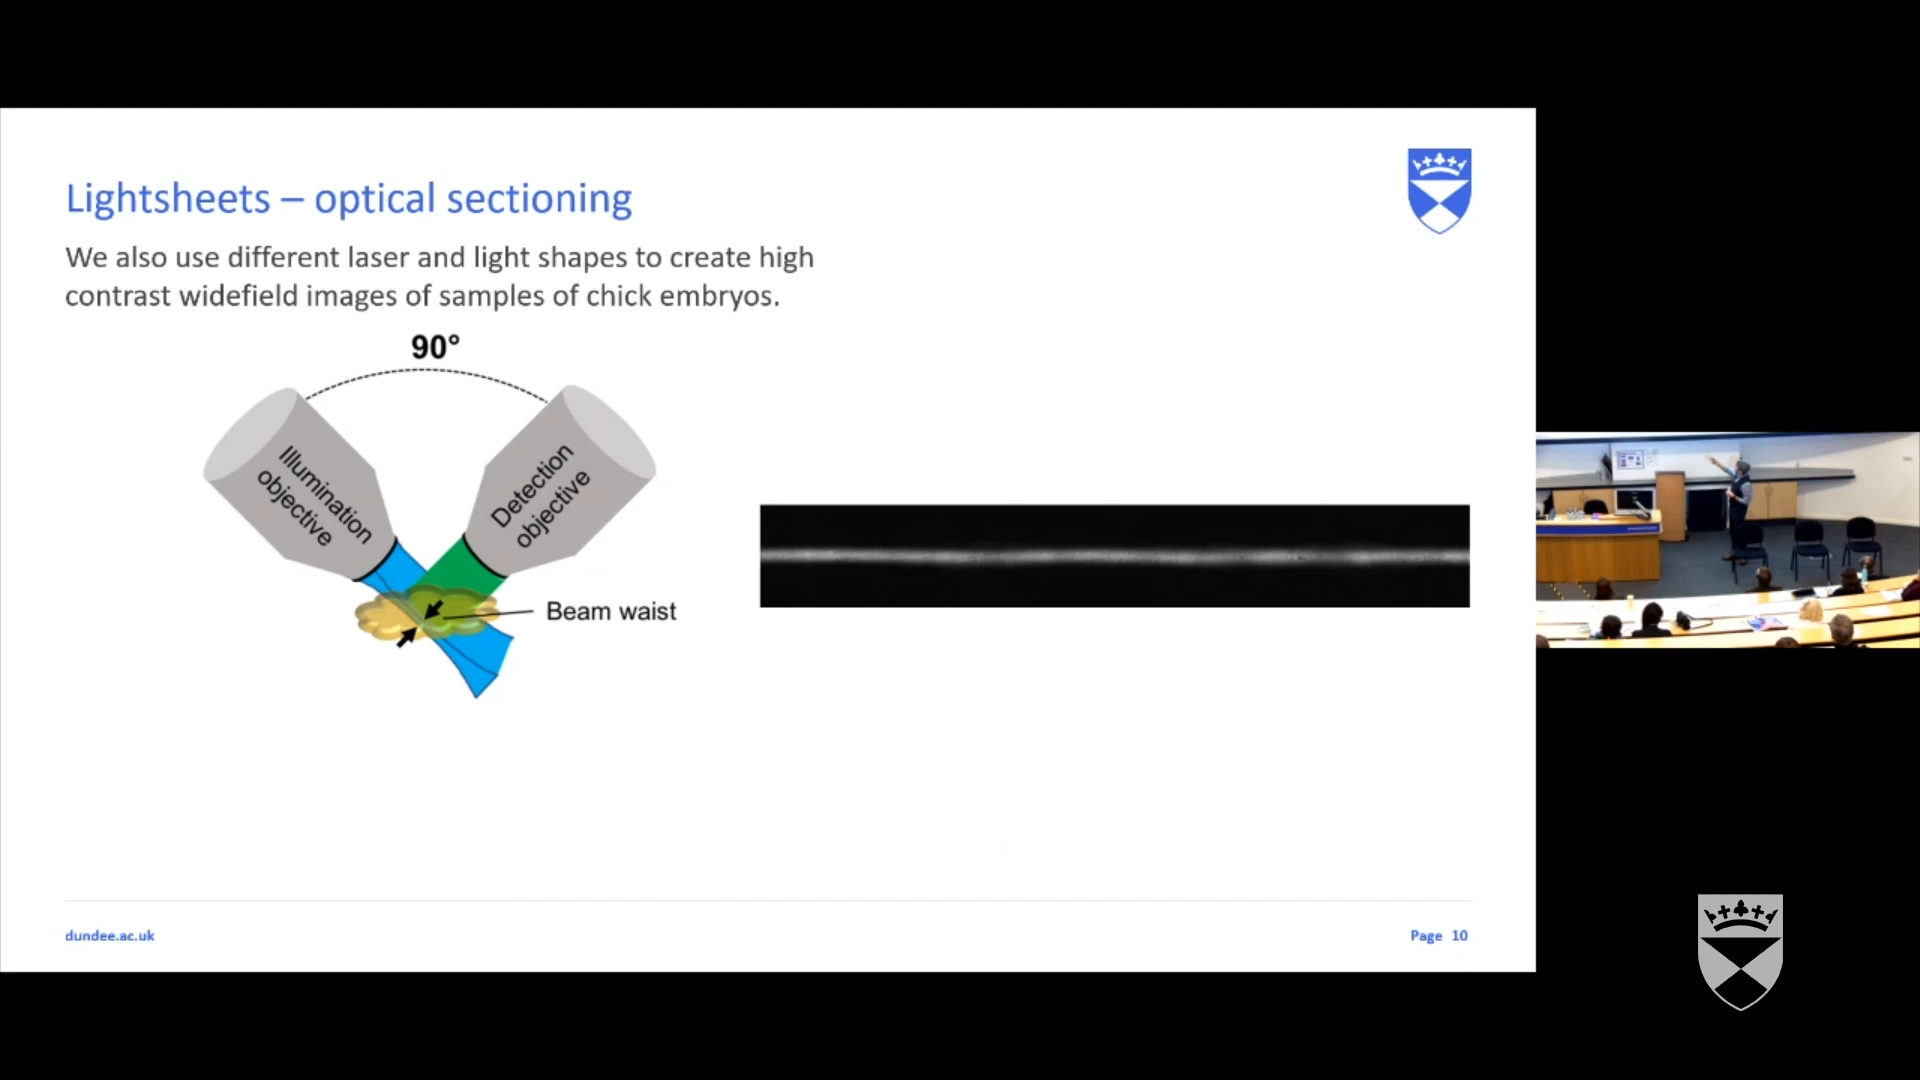 Lightsheets – optical sectioning
We also use different laser and light shapes to create high
contrast widefield images of samples of chick embryos.
90°
Illumination
objective
Detection
objective
Beam waist
dundee.ac.uk
Page 10